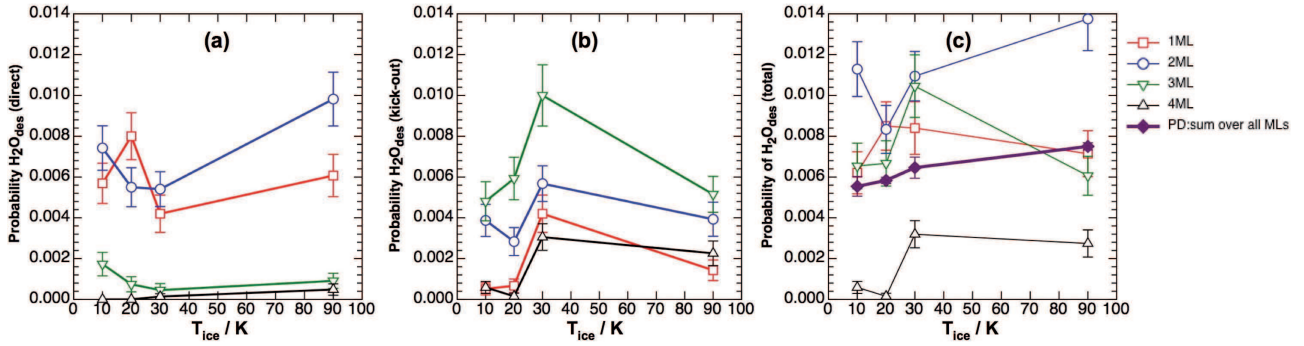 (a)
Probability H2Odes (direct)
0.014
0.012
0.010
0.008
0.006
0.004
0.002
0.000
0 10 20 30 40 50 60 70 80 90 100
Tice / K
(b)
Probability H2Odes (kick-out)
0.014
0.012
0.010
0.008
0.006
0.004
0.002
0.000
0 10 20 30 40 50 60 70 80 90 100
Tice / K
(c)
Probability of H2Odes (total)
0.014
0.012
0.010
0.008
0.006
0.004
0.002
0.000
0 10 20 30 40 50 60 70 80 90 100
Tice / K
1ML
2ML
3ML
4ML
PD:sum over all MLs